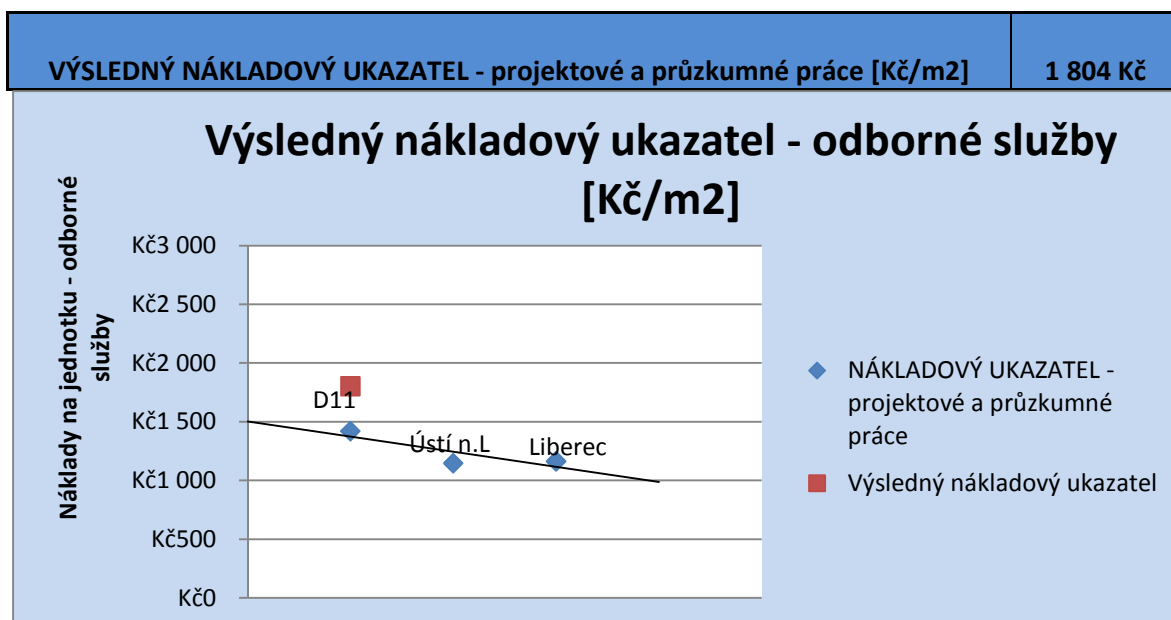 VÝSLEDNÝ NÁKLADOVÝ UKAZATEL - projektové a průzkumné práce [Kč/m2] 1 804 Kč
Výsledný nákladový ukazatel - odborné služby
[Kč/m2]
Náklady na jednotku - odborné
služby
Kč3 000
Kč2 500
Kč2 000
Kč1 500
Kč1 000
Kč500
Kč0
D11
Ústí n.L
Liberec
NÁKLADOVÝ UKAZATEL -
projektové a průzkumné
práce
Výsledný nákladový ukazatel